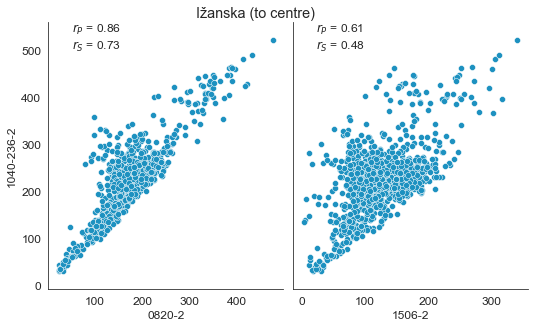 Ižanska (to centre)
rP = 0.86
rS = 0.73
rP = 0.61
rS = 0.48
500
400
300
200
100
0
1040-236-2
100 200 300 400
0 100 200 300
0820-2
1506-2